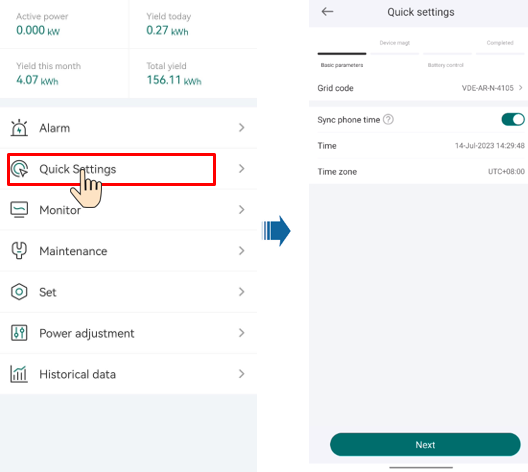 Active power
0.000 kW
Yield today
0.27 kWh
Yield this month
4.07 kWh
Total yield
156.11 kWh
Alarm
Quick Settings
Monitor
Maintenance
Set
Power adjustment
Historical data
Quick settings
Device magt
Completed
Basic parameters
Battery control
Grid code
VDE-AR-N-4105
Sync phone time ?
Time
14-Jul-2023 14:29:48
Time zone
UTC+08:00
Next